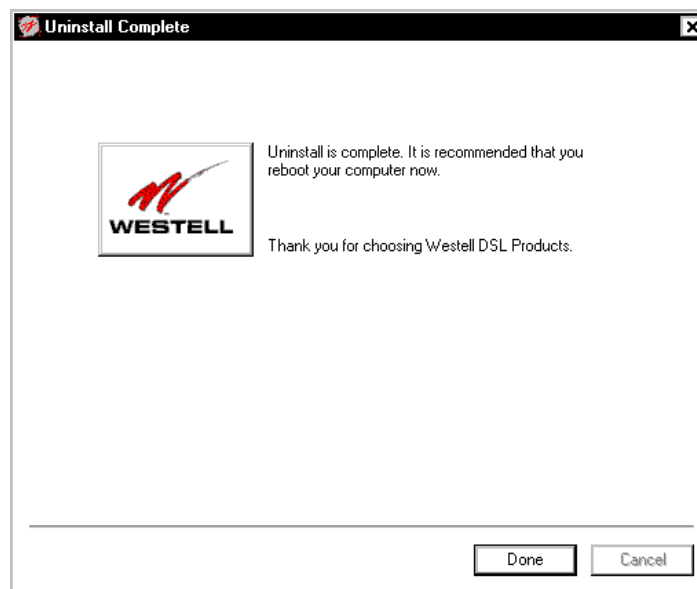 Uninstall Complete
Uninstall is complete. It is recommended that you
reboot your computer now.
WESTELL
Thank you for choosing Westell DSL Products.
Done
Cancel